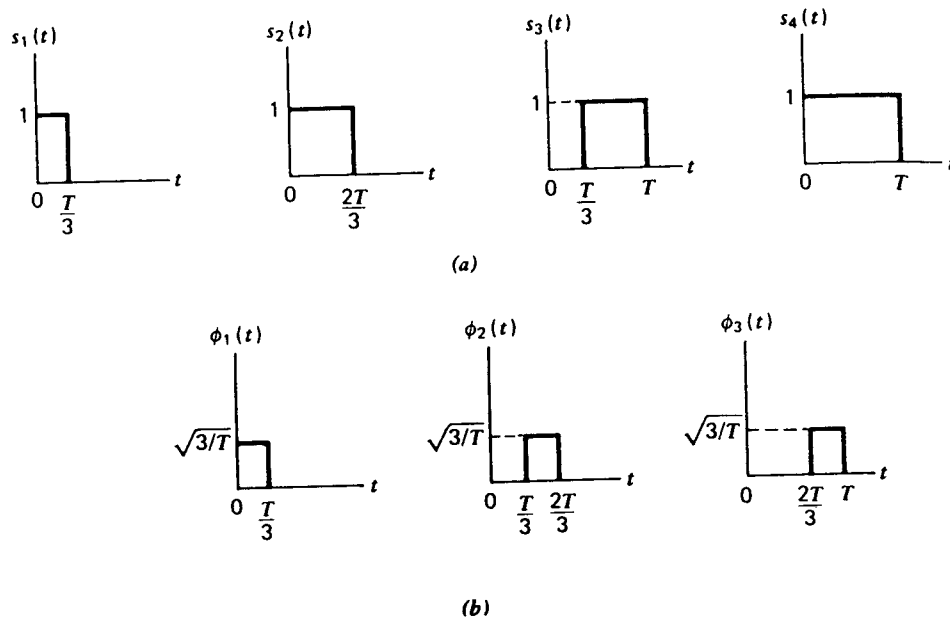 s₁(t) s₂(t) s₃(t) s₄(t)
1 1 1 1
t t t t
0 T/3 0 2T/3 0 T/3 T 0 T
(a)
ϕ₁(t) ϕ₂(t) ϕ₃(t)
√3/T √3/T √3/T
t t t
0 T/3 0 T/3 2T/3 0 2T/3 T
(b)